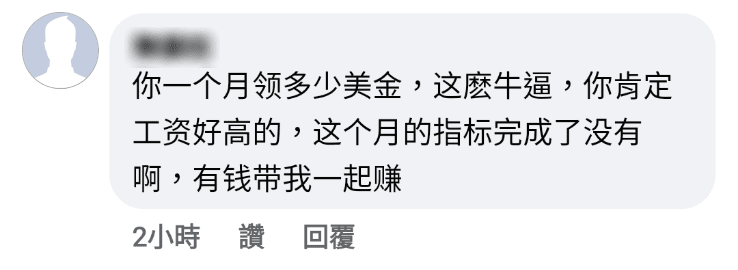 你一个月领多少美金，这麽牛逼，你肯定
工资好高的，这个月的指标完成了没有
啊，有钱带我一起赚
2小時 讚 回覆